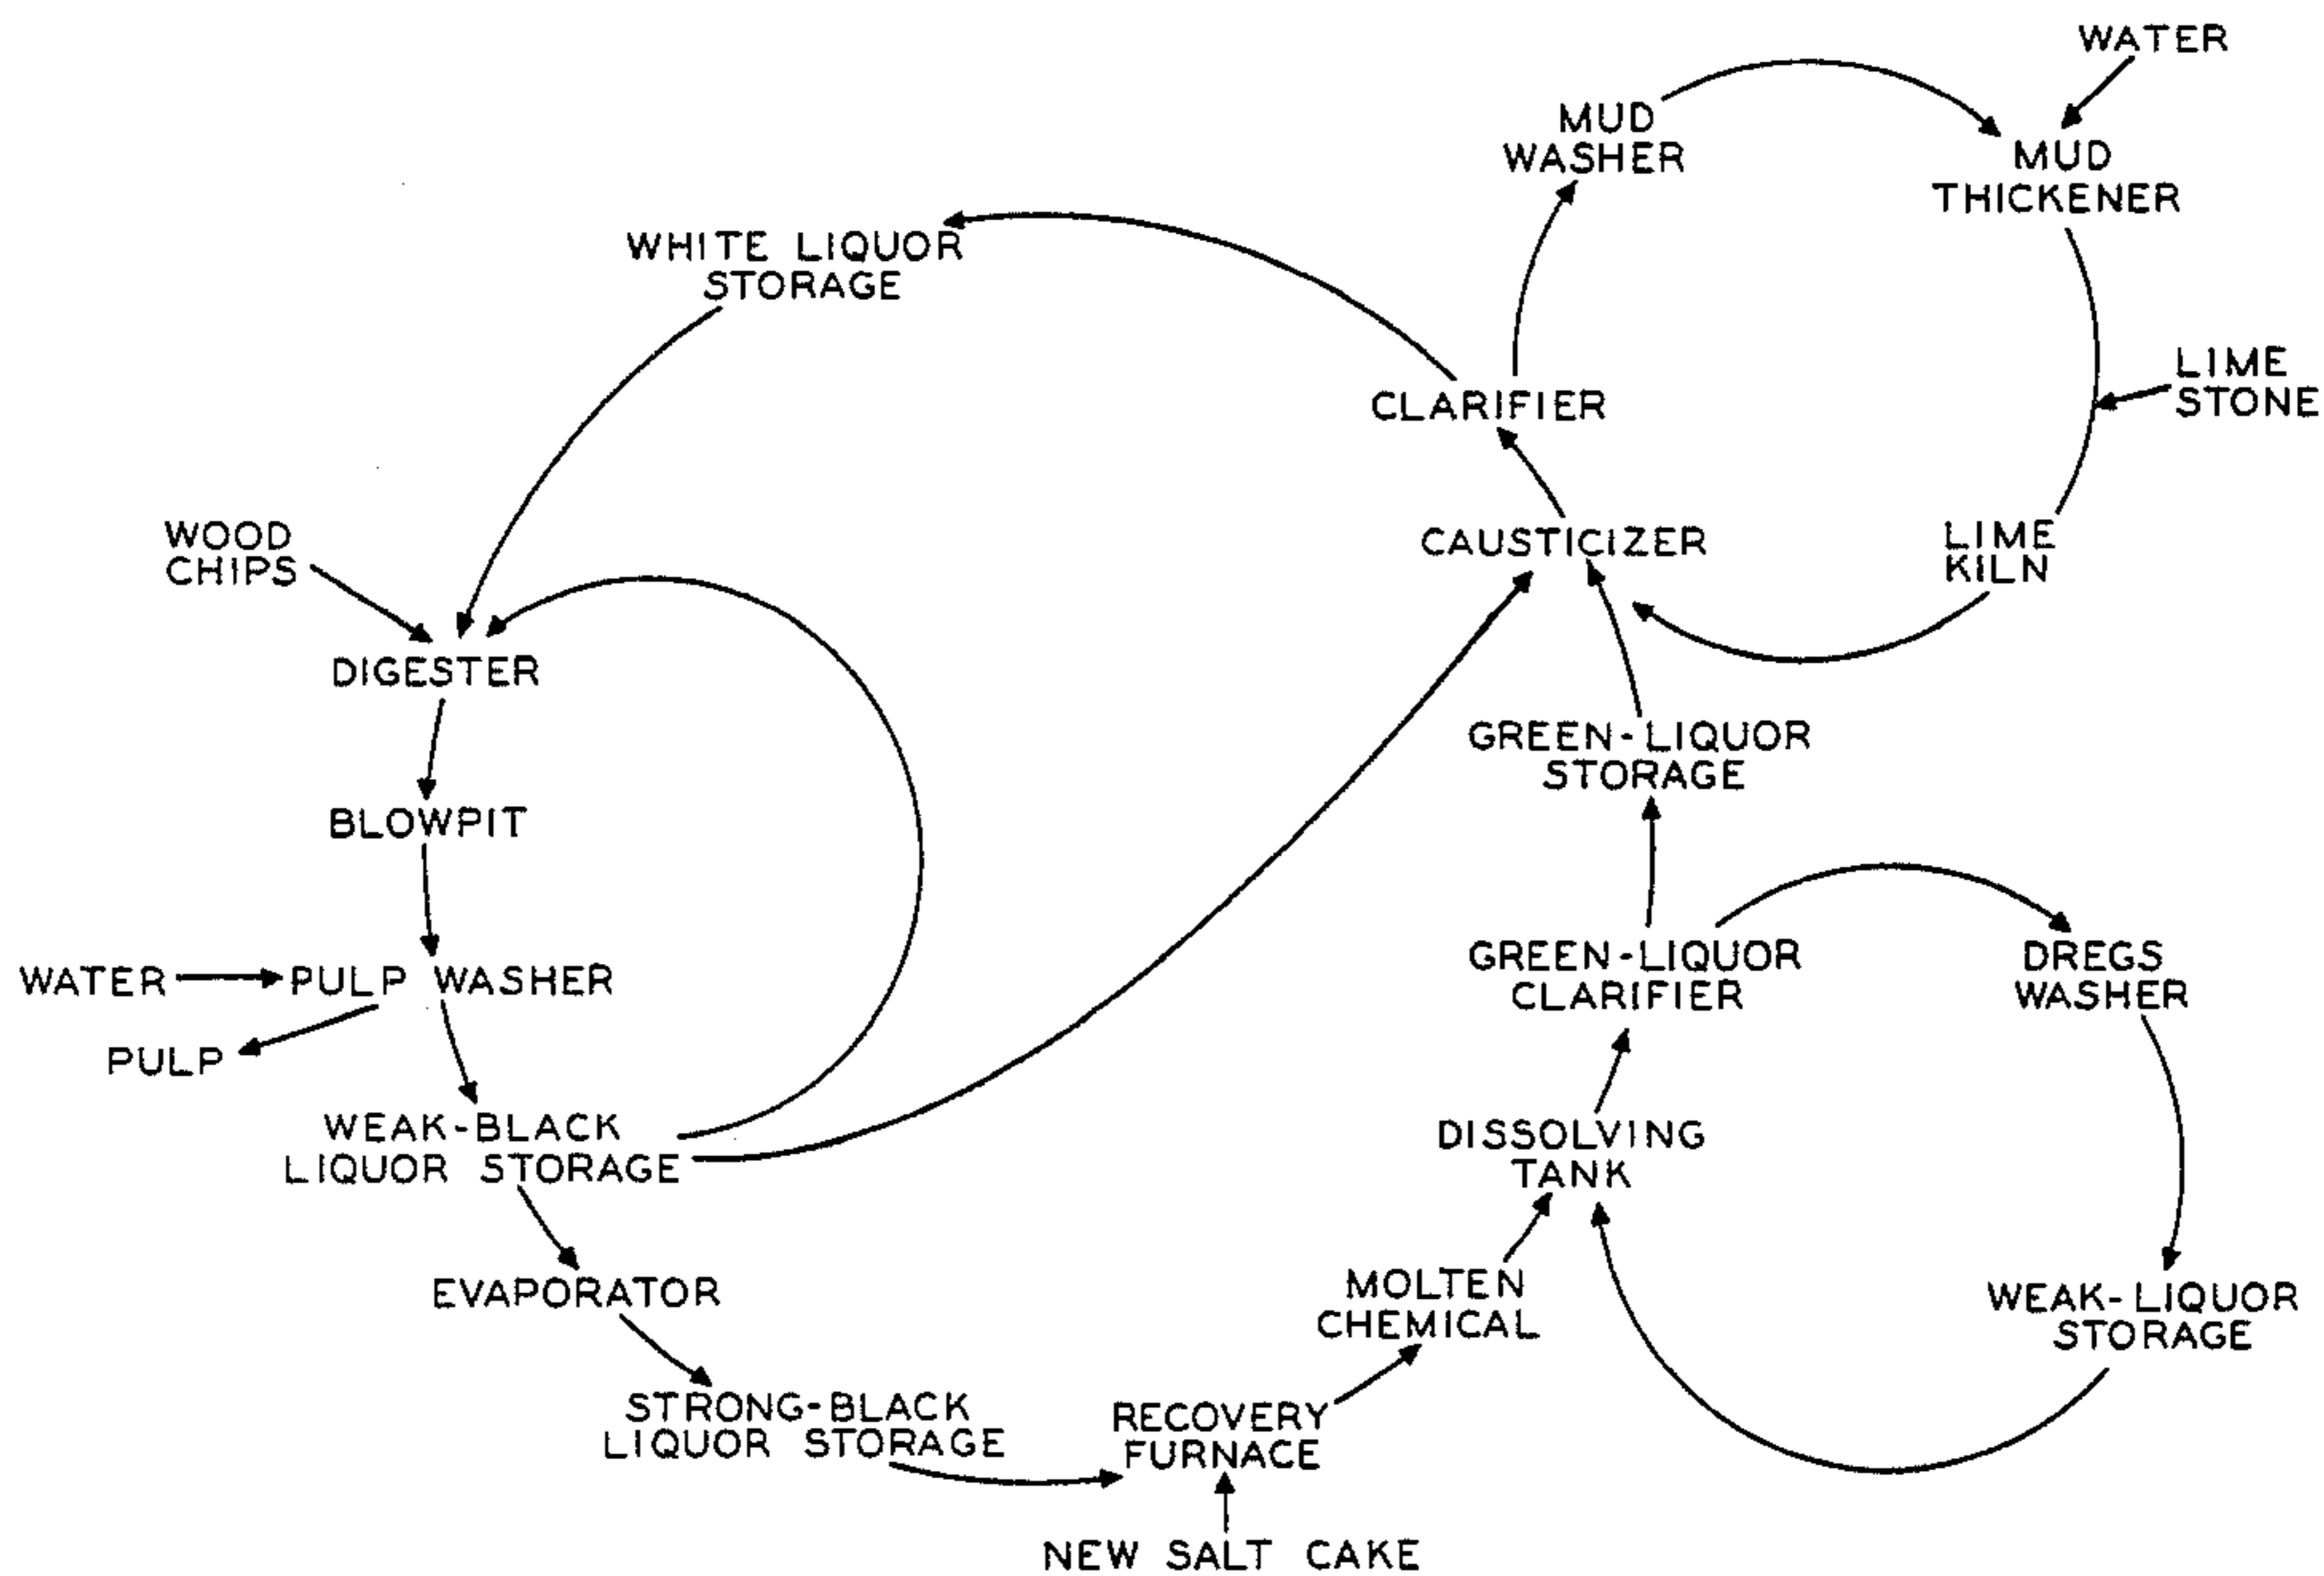 WATER
MUD
WASHER
MUD
THICKENER
WHITE LIQUOR
STORAGE
LIME
STONE
CLARIFIER
WOOD
CHIPS
CAUSTICIZER
LIME
KILN
DIGESTER
GREEN-LIQUOR
STORAGE
BLOWPIT
WATER
PULP WASHER
PULP
GREEN-LIQUOR
CLARIFIER
DREGS
WASHER
WEAK-BLACK
LIQUOR STORAGE
DISSOLVING
TANK
EVAPORATOR
MOLTEN
CHEMICAL
WEAK-LIQUOR
STORAGE
STRONG-BLACK
LIQUOR STORAGE
RECOVERY
FURNACE
NEW SALT CAKE